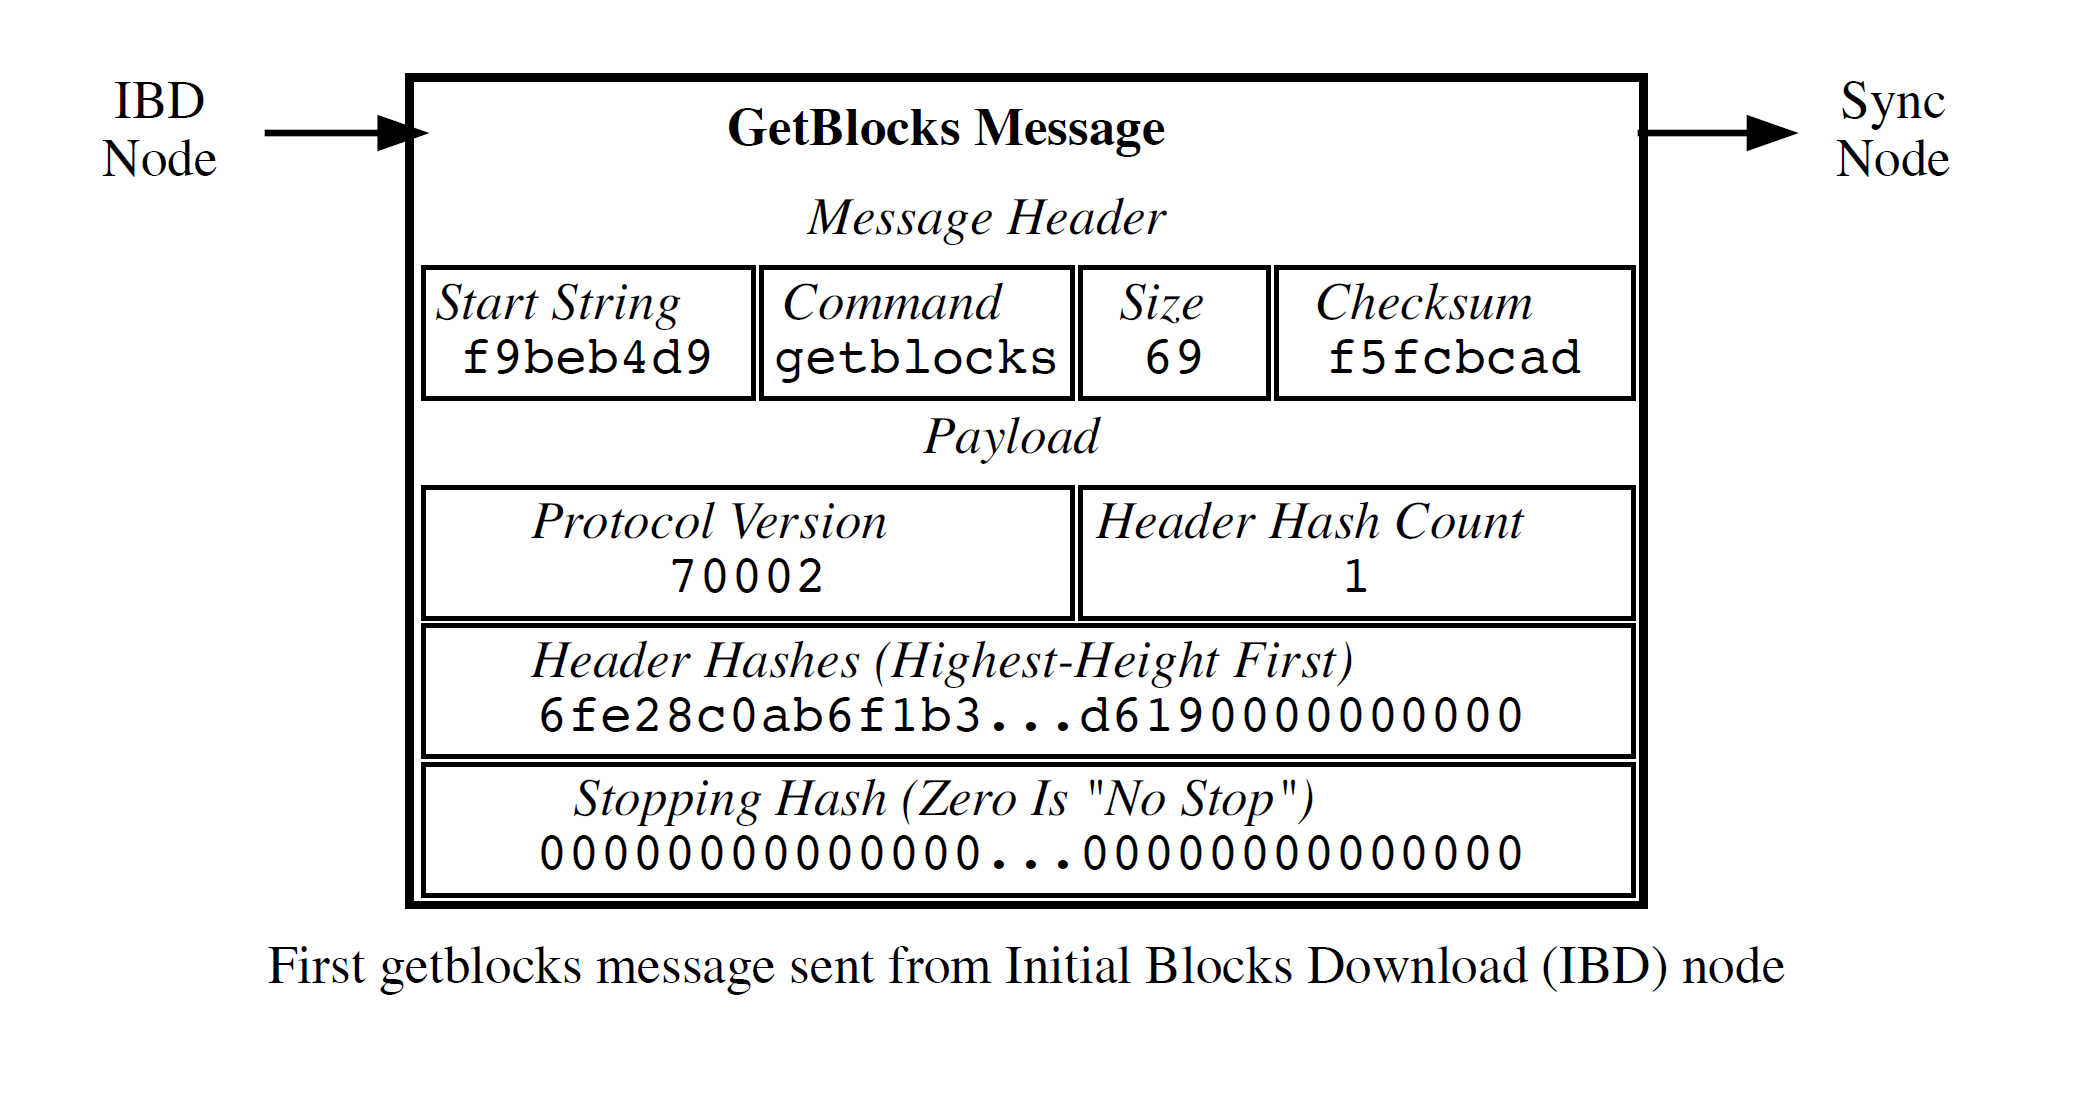 IBD
Node
GetBlocks Message
Sync
Node
Message Header
Start String
f9beb4d9
Command
getblocks
Size
69
Checksum
f5fcbcad
Payload
Protocol Version
70002
Header Hash Count
1
Header Hashes (Highest-Height First)
6fe28c0ab6f1b3...d6190000000000
Stopping Hash (Zero Is "No Stop")
00000000000000...00000000000000
First getblocks message sent from Initial Blocks Download (IBD) node